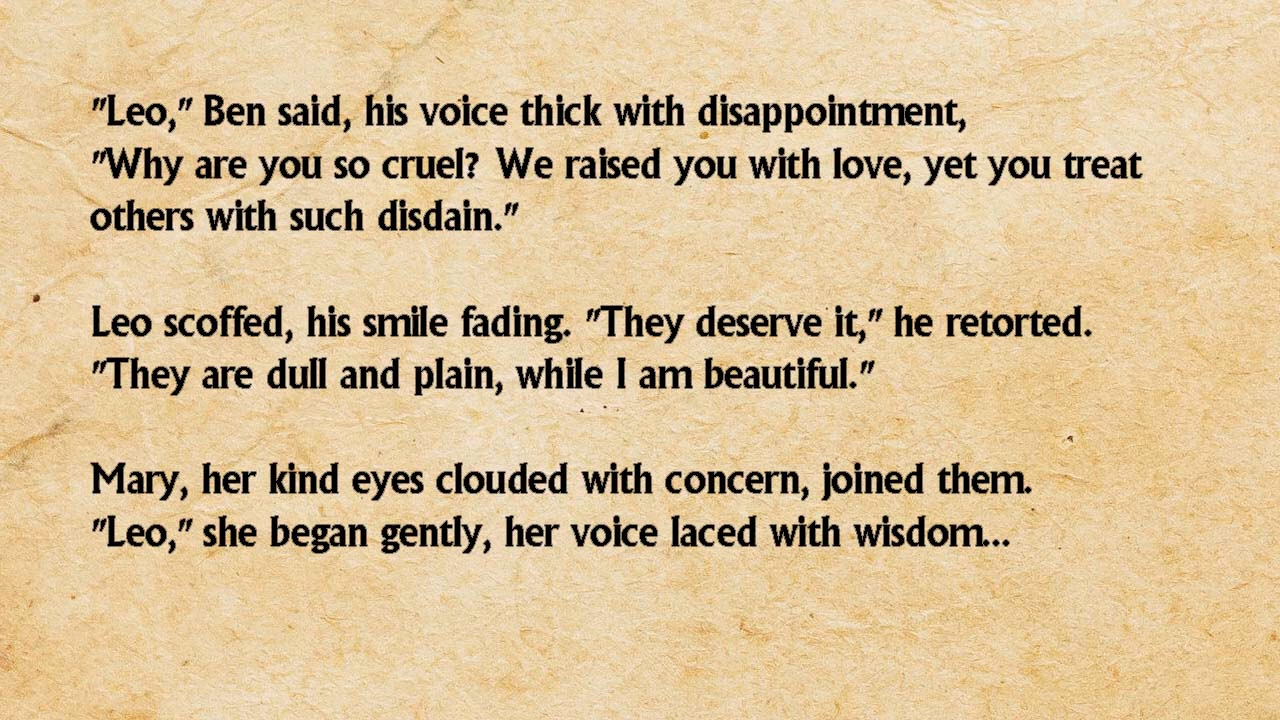 "Leo," Ben said, his voice thick with disappointment,
"Why are you so cruel? We raised you with love, yet you treat
others with such disdain."
Leo scoffed, his smile fading. "They deserve it," he retorted.
"They are dull and plain, while I am beautiful."
Mary, her kind eyes clouded with concern, joined them.
"Leo," she began gently, her voice laced with wisdom...